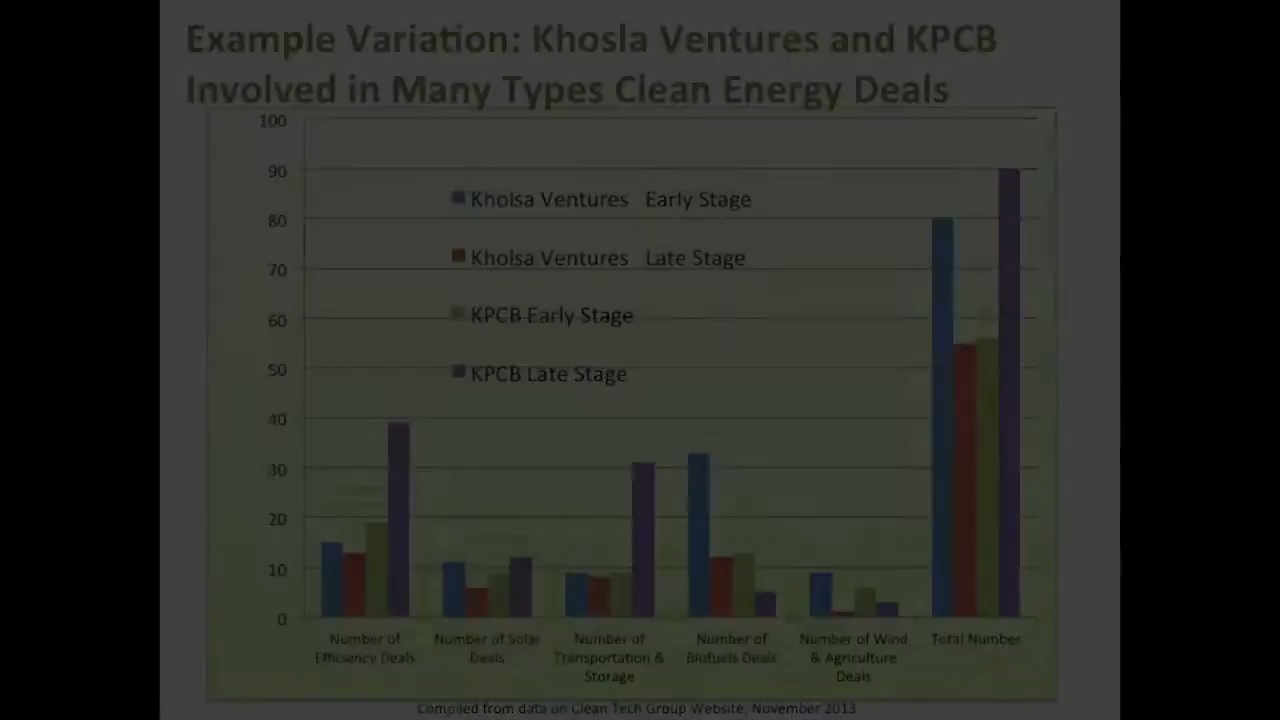 Example Variation: Khosla Ventures and KPCB
Involved in Many Types Clean Energy Deals
100
90
80
70
60
50
40
30
20
10
0
Kholsa Ventures Early Stage
Kholsa Ventures Late Stage
KPCB Early Stage
KPCB Late Stage
Number of
Efficiency Deals
Number of Solar
Deals
Number of
Transportation &
Storage
Number of
Biofuels Deals
Number of Wind
& Agriculture
Deals
Total Number
Compiled from data on Clean Tech Group Website, November 2013